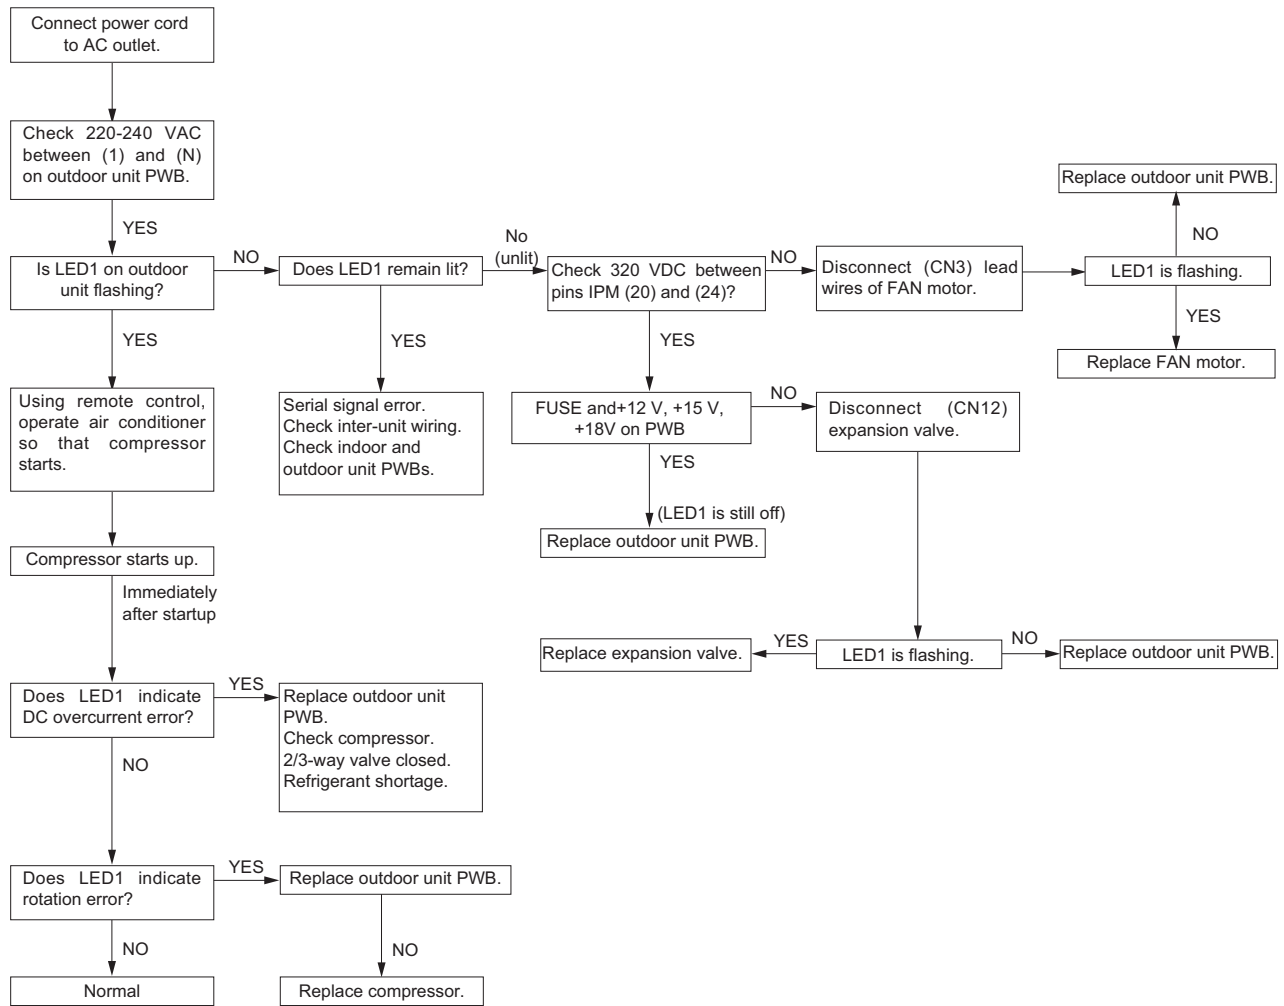 Connect power cord
to AC outlet.
Check 220-240 VAC
between (1) and (N)
on outdoor unit PWB.
YES
Is LED1 on outdoor
unit flashing?
NO
Does LED1 remain lit?
No
(unlit)
Check 320 VDC between
pins IPM (20) and (24)?
NO
Disconnect (CN3) lead
wires of FAN motor.
LED1 is flashing.
NO
Replace outdoor unit PWB.
YES
Replace FAN motor.
YES
YES
YES
Using remote control,
operate air conditioner
so that compressor
starts.
Serial signal error.
Check inter-unit wiring.
Check indoor and
outdoor unit PWBs.
FUSE and+12 V, +15 V,
+18V on PWB
NO
Disconnect (CN12)
expansion valve.
YES
(LED1 is still off)
Replace outdoor unit PWB.
Compressor starts up.
Immediately
after startup
Replace expansion valve.
YES
LED1 is flashing.
NO
Replace outdoor unit PWB.
Does LED1 indicate
DC overcurrent error?
YES
Replace outdoor unit
PWB.
Check compressor.
2/3-way valve closed.
Refrigerant shortage.
NO
Does LED1 indicate
rotation error?
YES
Replace outdoor unit PWB.
NO
NO
Normal
Replace compressor.